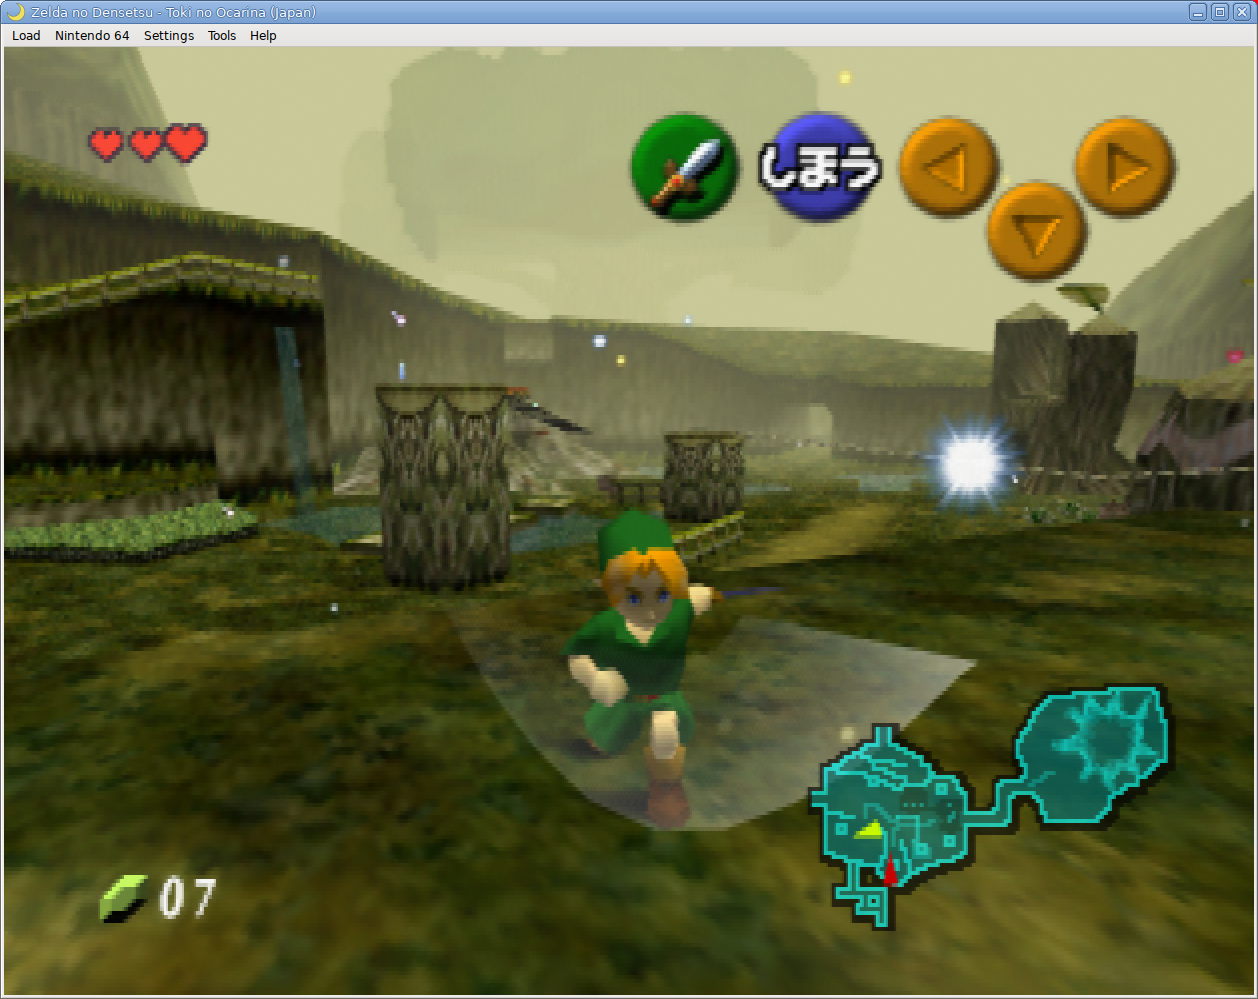 Zelda no Densetsu - Toki no Ocarina (Japan)
Load Nintendo 64 Settings Tools Help
しまう
07